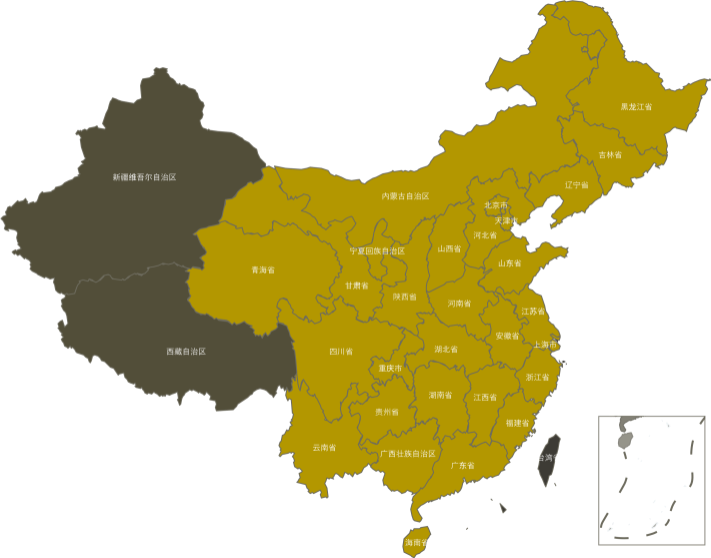 黑龙江省
吉林省
辽宁省
新疆维吾尔自治区
内蒙古自治区
北京市
天津市
河北省
山西省
宁夏回族自治区
山东省
青海省
甘肃省
陕西省
河南省
江苏省
安徽省
上海市
四川省
湖北省
西藏自治区
重庆市
浙江省
湖南省
江西省
贵州省
福建省
云南省
广西壮族自治区
台湾省
广东省
海南省